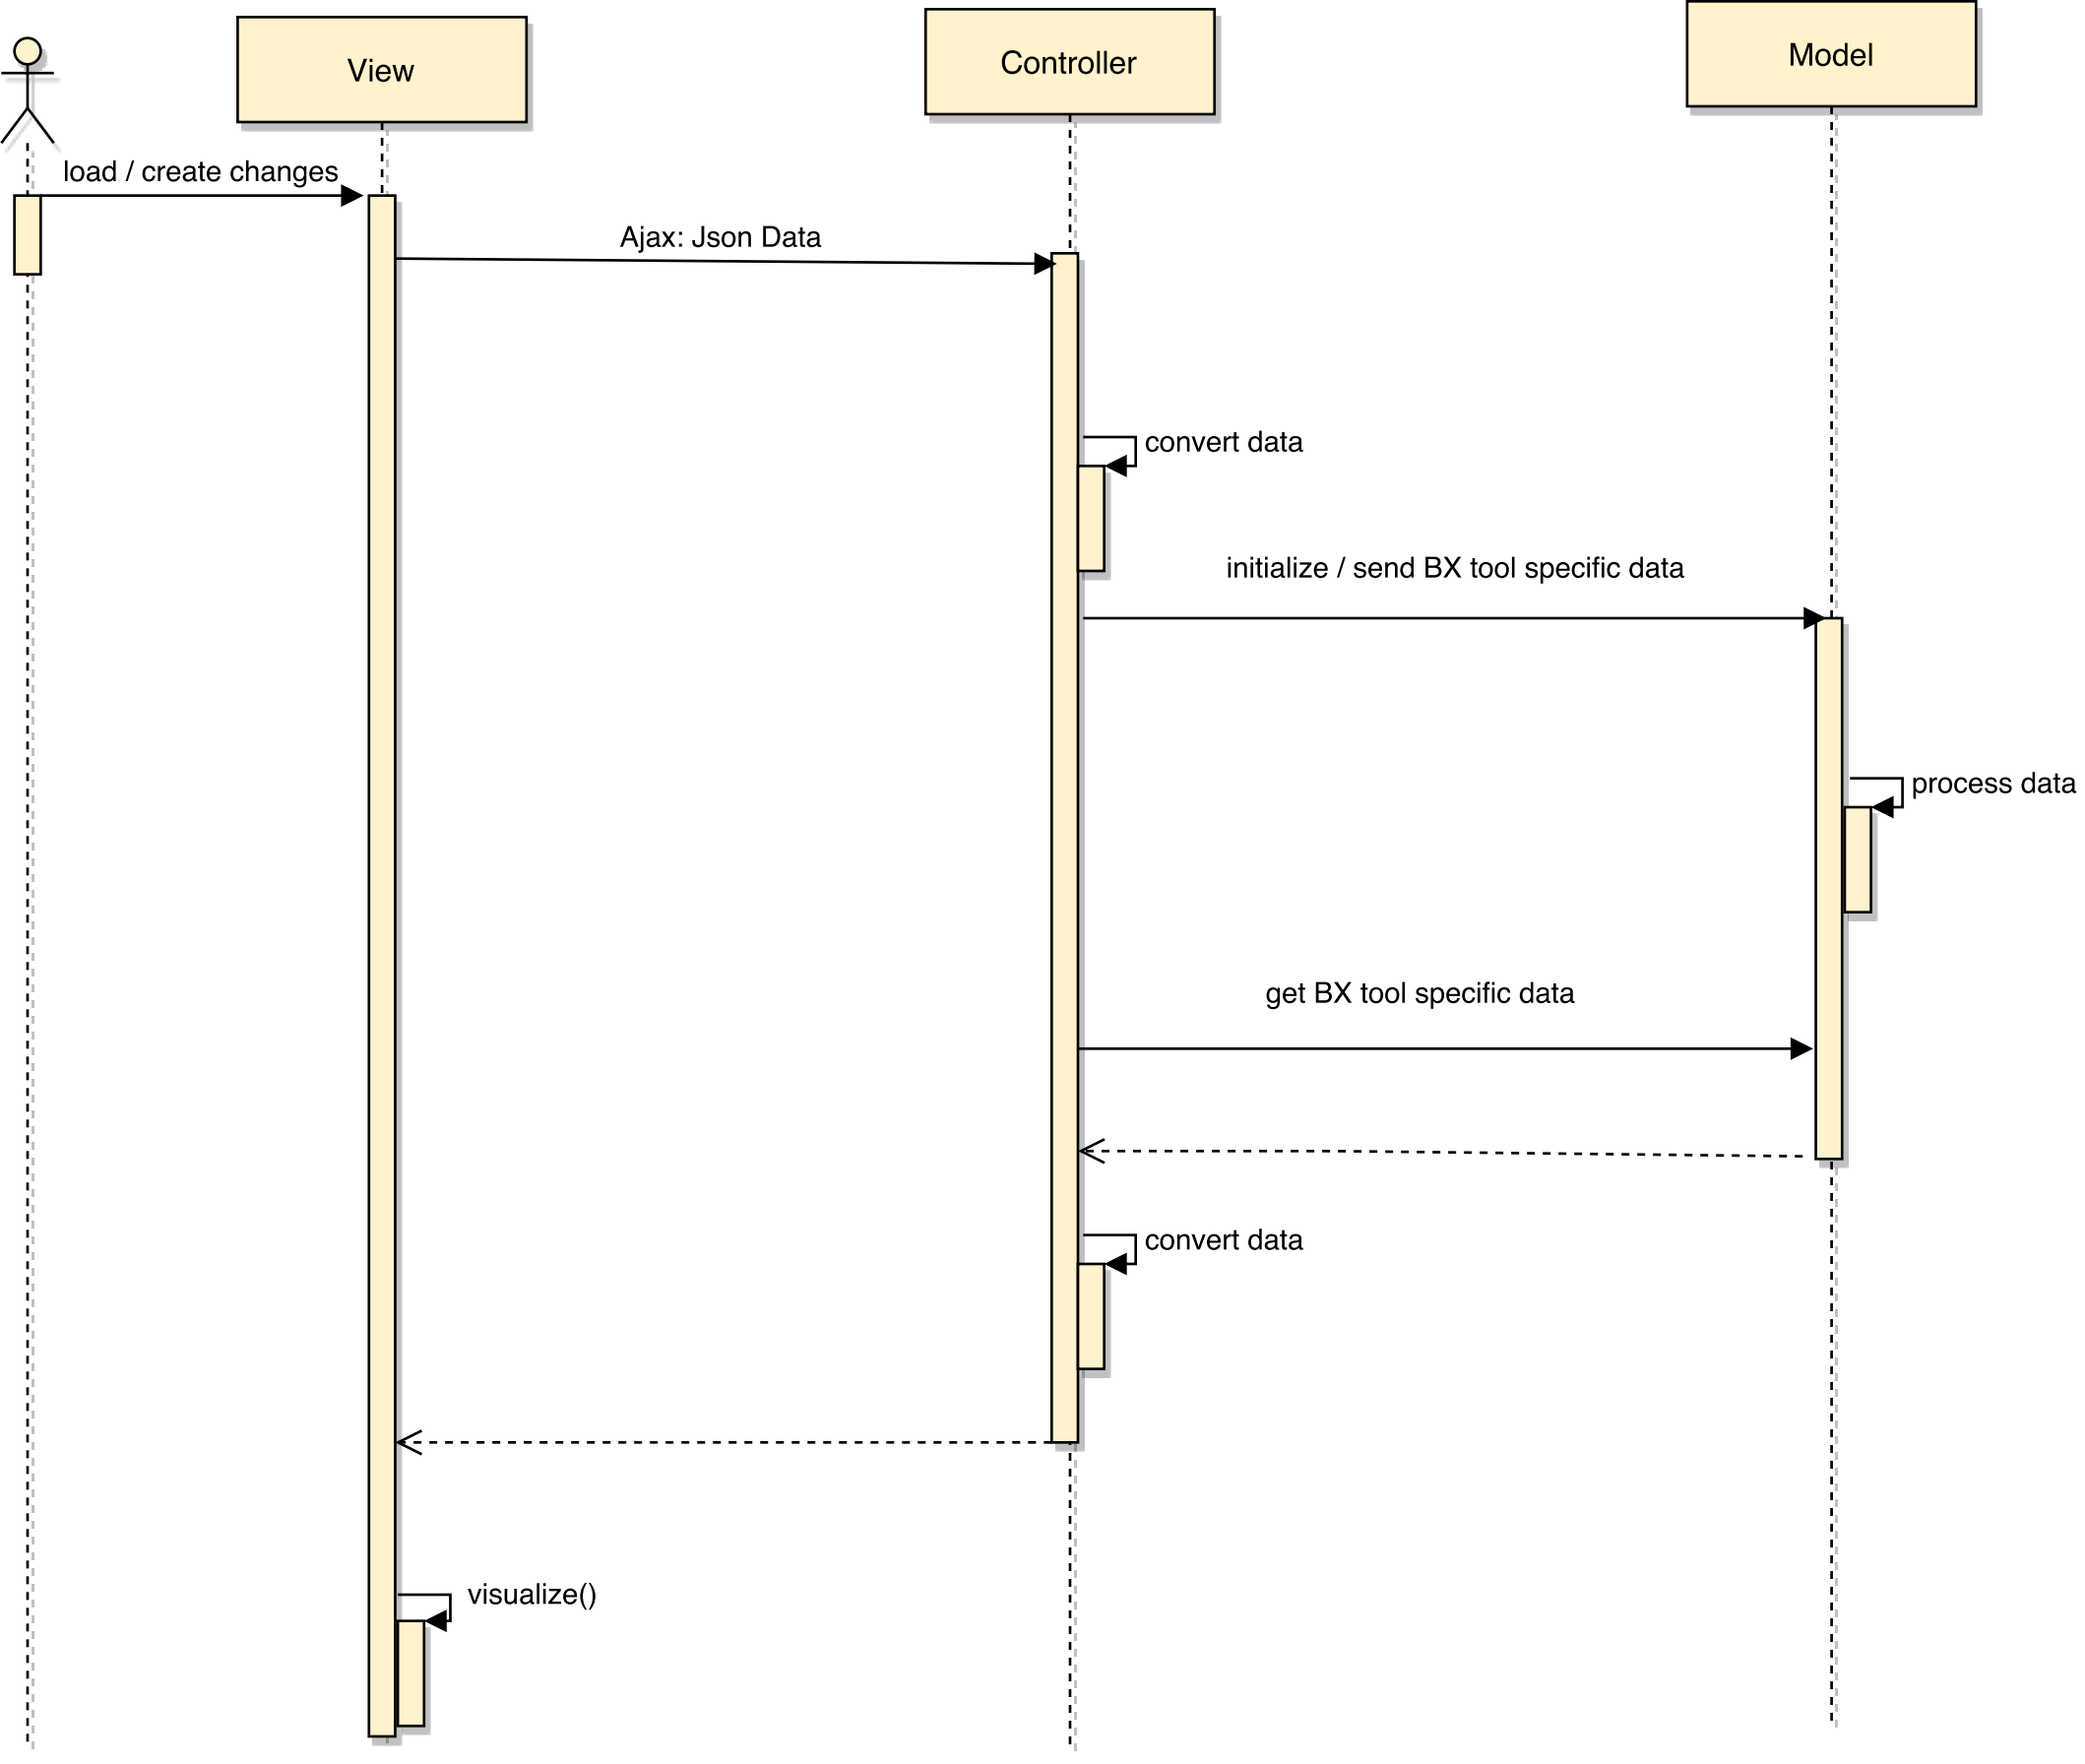 View
Controller
Model
load / create changes
Ajax: Json Data
convert data
initialize / send BX tool specific data
process data
get BX tool specific data
convert data
visualize()